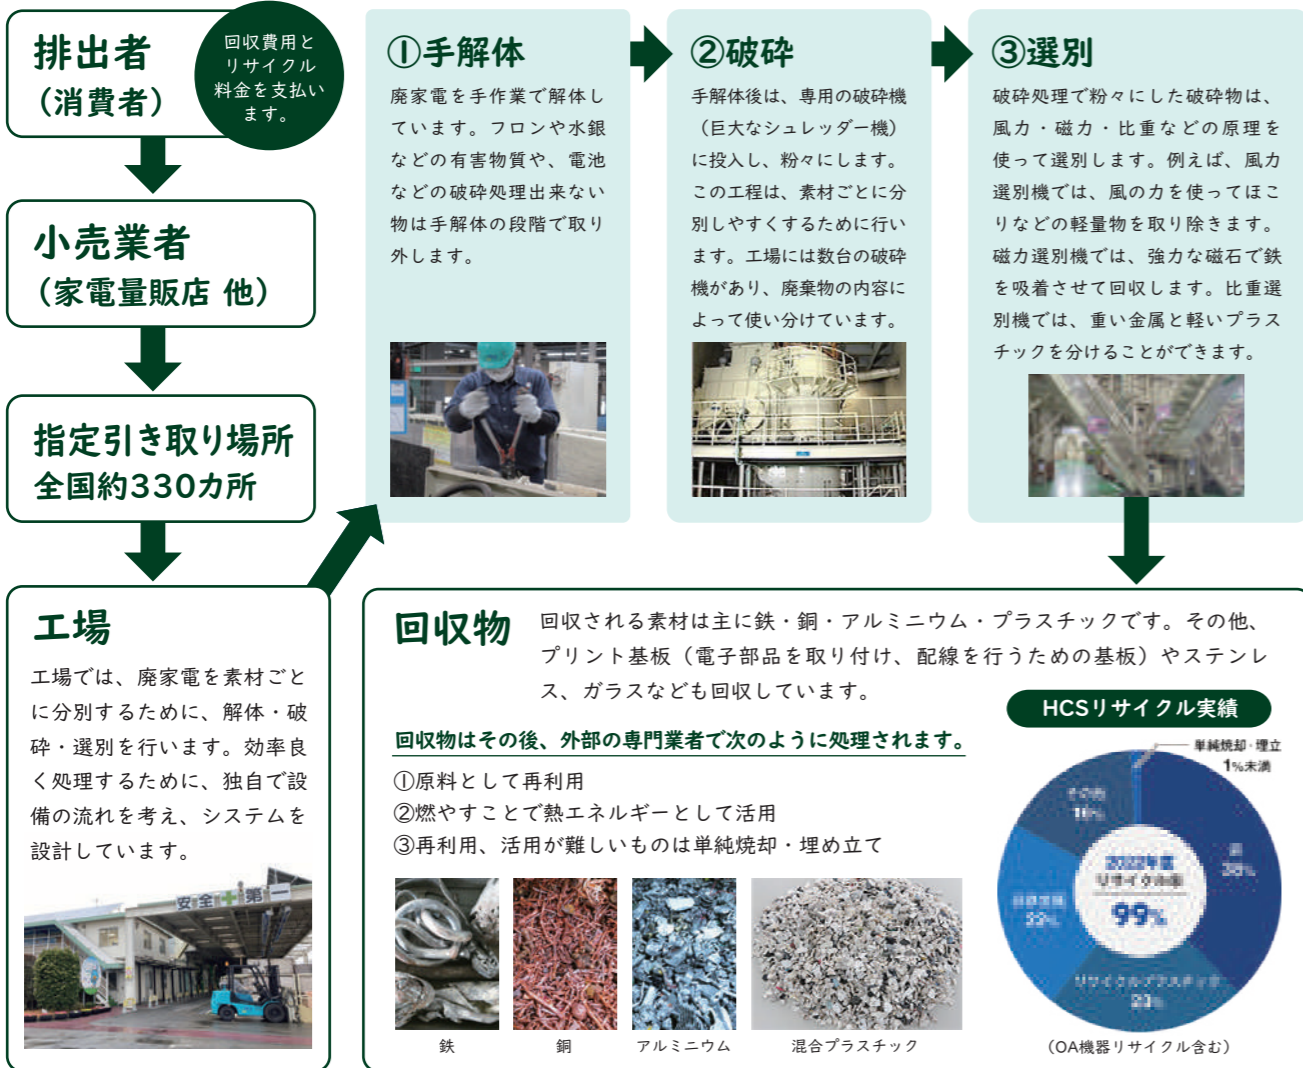 排出者
（消費者）
回収費用と
リサイクル
料金を支払い
ます。
小売業者
（家電量販店 他）
指定引き取り場所
全国約330カ所
工場
工場では、廃家電を素材ごと
に分別するために、解体・破
砕・選別を行います。効率良
く処理するために、独自で設
備の流れを考え、システムを
設計しています。
安全＋第一
①手解体
廃家電を手作業で解体し
ています。フロンや水銀
などの有害物質や、電池
などの破砕処理出来ない
物は手解体の段階で取り
外します。
②破砕
手解体後は、専用の破砕機
（巨大なシュレッダー機）
に投入し、粉々にします。
この工程は、素材ごとに分
別しやすくするために行い
ます。工場には数台の破砕
機があり、廃棄物の内容に
よって使い分けています。
③選別
破砕処理で粉々にした破砕物は、
風力・磁力・比重などの原理を
使って選別します。例えば、風力
選別機では、風の力を使ってほこ
りなどの軽量物を取り除きます。
磁力選別機では、強力な磁石で鉄
を吸着させて回収します。比重選
別機では、重い金属と軽いプラス
チックを分けることができます。
回収物
回収される素材は主に鉄・銅・アルミニウム・プラスチックです。その他、
プリント基板（電子部品を取り付け、配線を行うための基板）やステンレ
ス、ガラスなども回収しています。
回収物はその後、外部の専門業者で次のように処理されます。
①原料として再利用
②燃やすことで熱エネルギーとして活用
③再利用、活用が難しいものは単純焼却・埋め立て
鉄
銅
アルミニウム
混合プラスチック
HCSリサイクル実績
単純焼却・埋立
1%未満
その他
16%
リサイクルプラスチック
23%
リサイクル率
99%
（OA機器リサイクル含む）